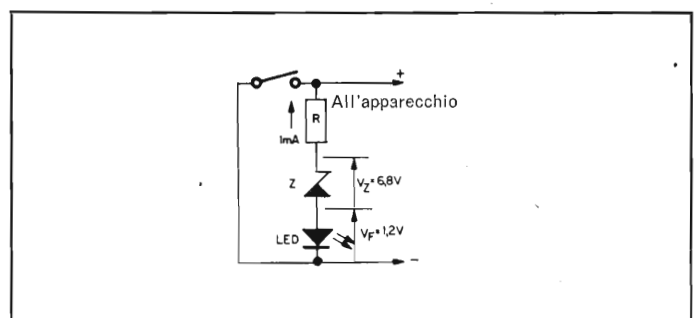 +
All'apparecchio
R
1mA
Z
V_Z=6,8V
LED
V_F=1,2V
-